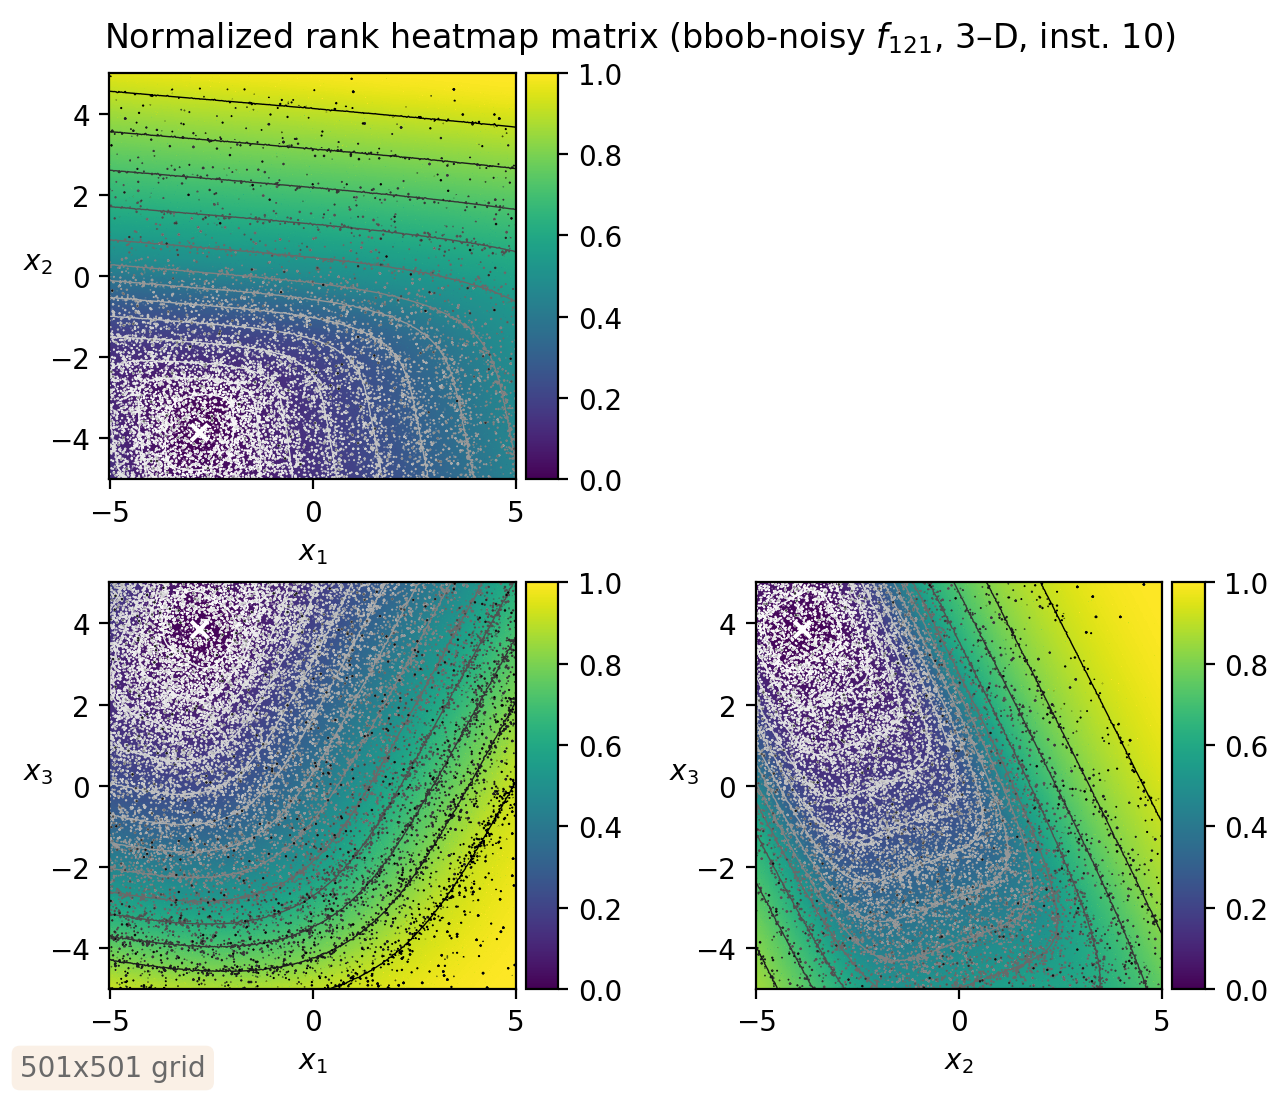 Normalized rank heatmap matrix (bbob-noisy f₁₂₁, 3–D, inst. 10)
1.0
4
0.8
2
0.6
x₂ 0
0.4
−2
0.2
−4
0.0
−5 0 5
x₁
1.0 1.0
4 4
0.8 0.8
2 2
0.6 0.6
x₃ 0 x₃ 0
0.4 0.4
−2 −2
0.2 0.2
−4 −4
0.0 0.0
−5 0 5 −5 0 5
x₁ x₂
501x501 grid